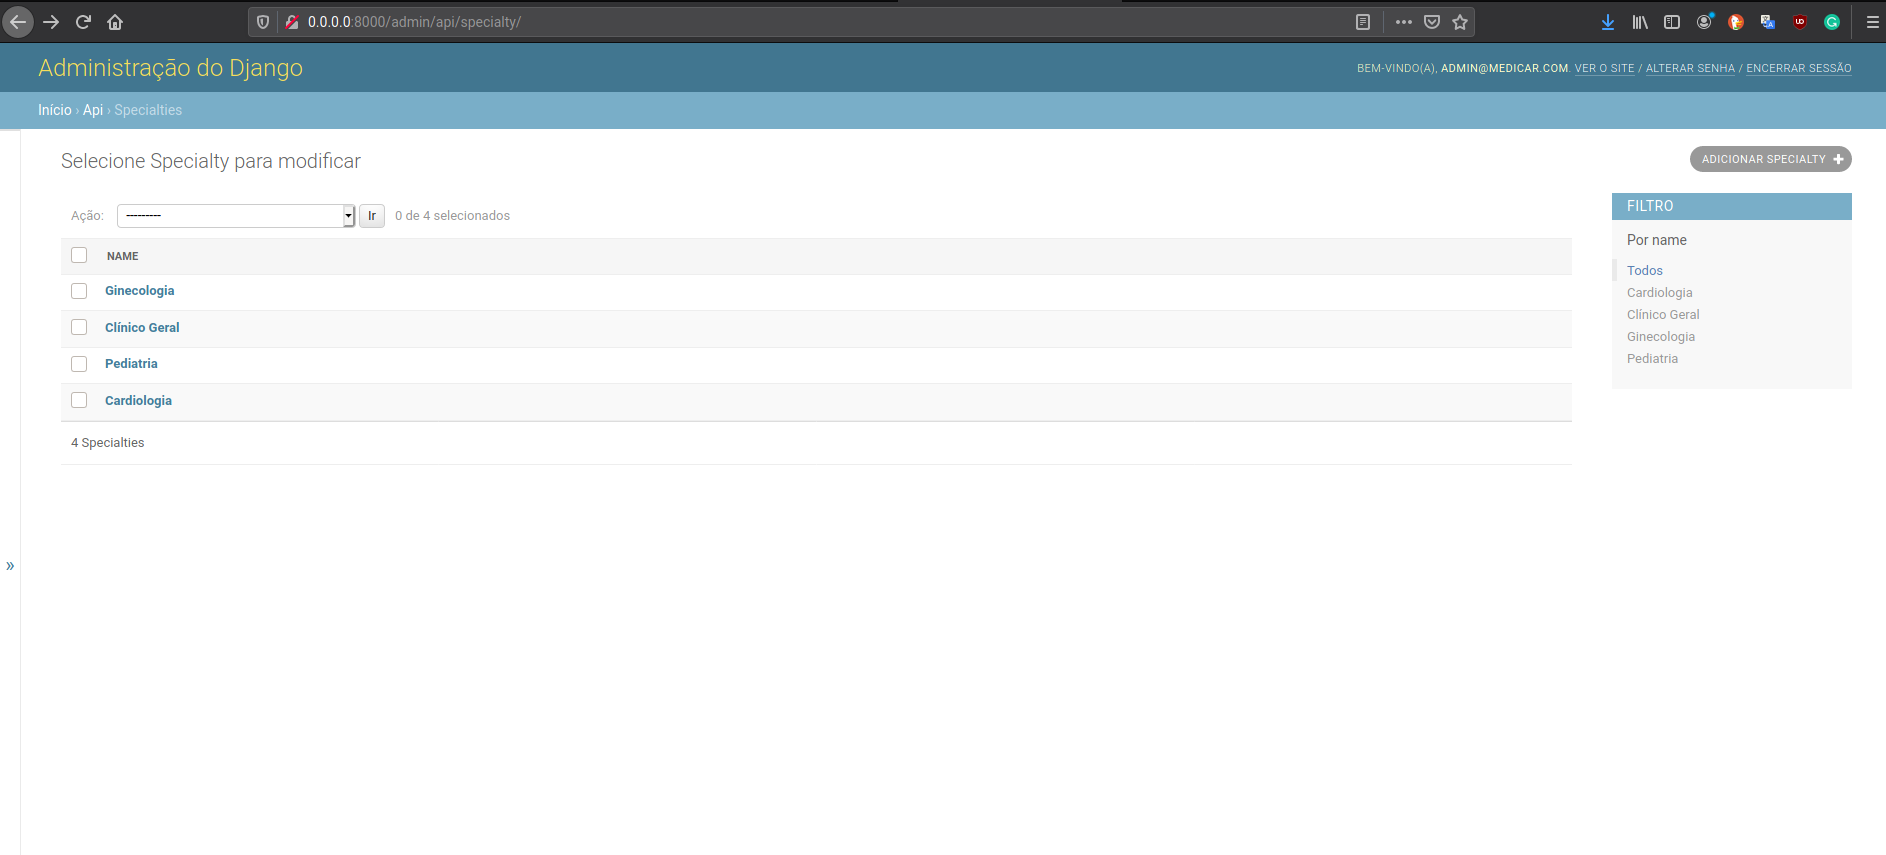 0.0.0.0:8000/admin/api/specialty/
Administração do Django
BEM-VINDO(A), ADMIN@MEDICAR.COM. VER O SITE / ALTERAR SENHA / ENCERRAR SESSÃO
Início › Api › Specialties
Selecione Specialty para modificar
ADICIONAR SPECIALTY
Ação:
---------
Ir
0 de 4 selecionados
NAME
Ginecologia
Clínico Geral
Pediatria
Cardiologia
4 Specialties
FILTRO
Por name
Todos
Cardiologia
Clínico Geral
Ginecologia
Pediatria
»